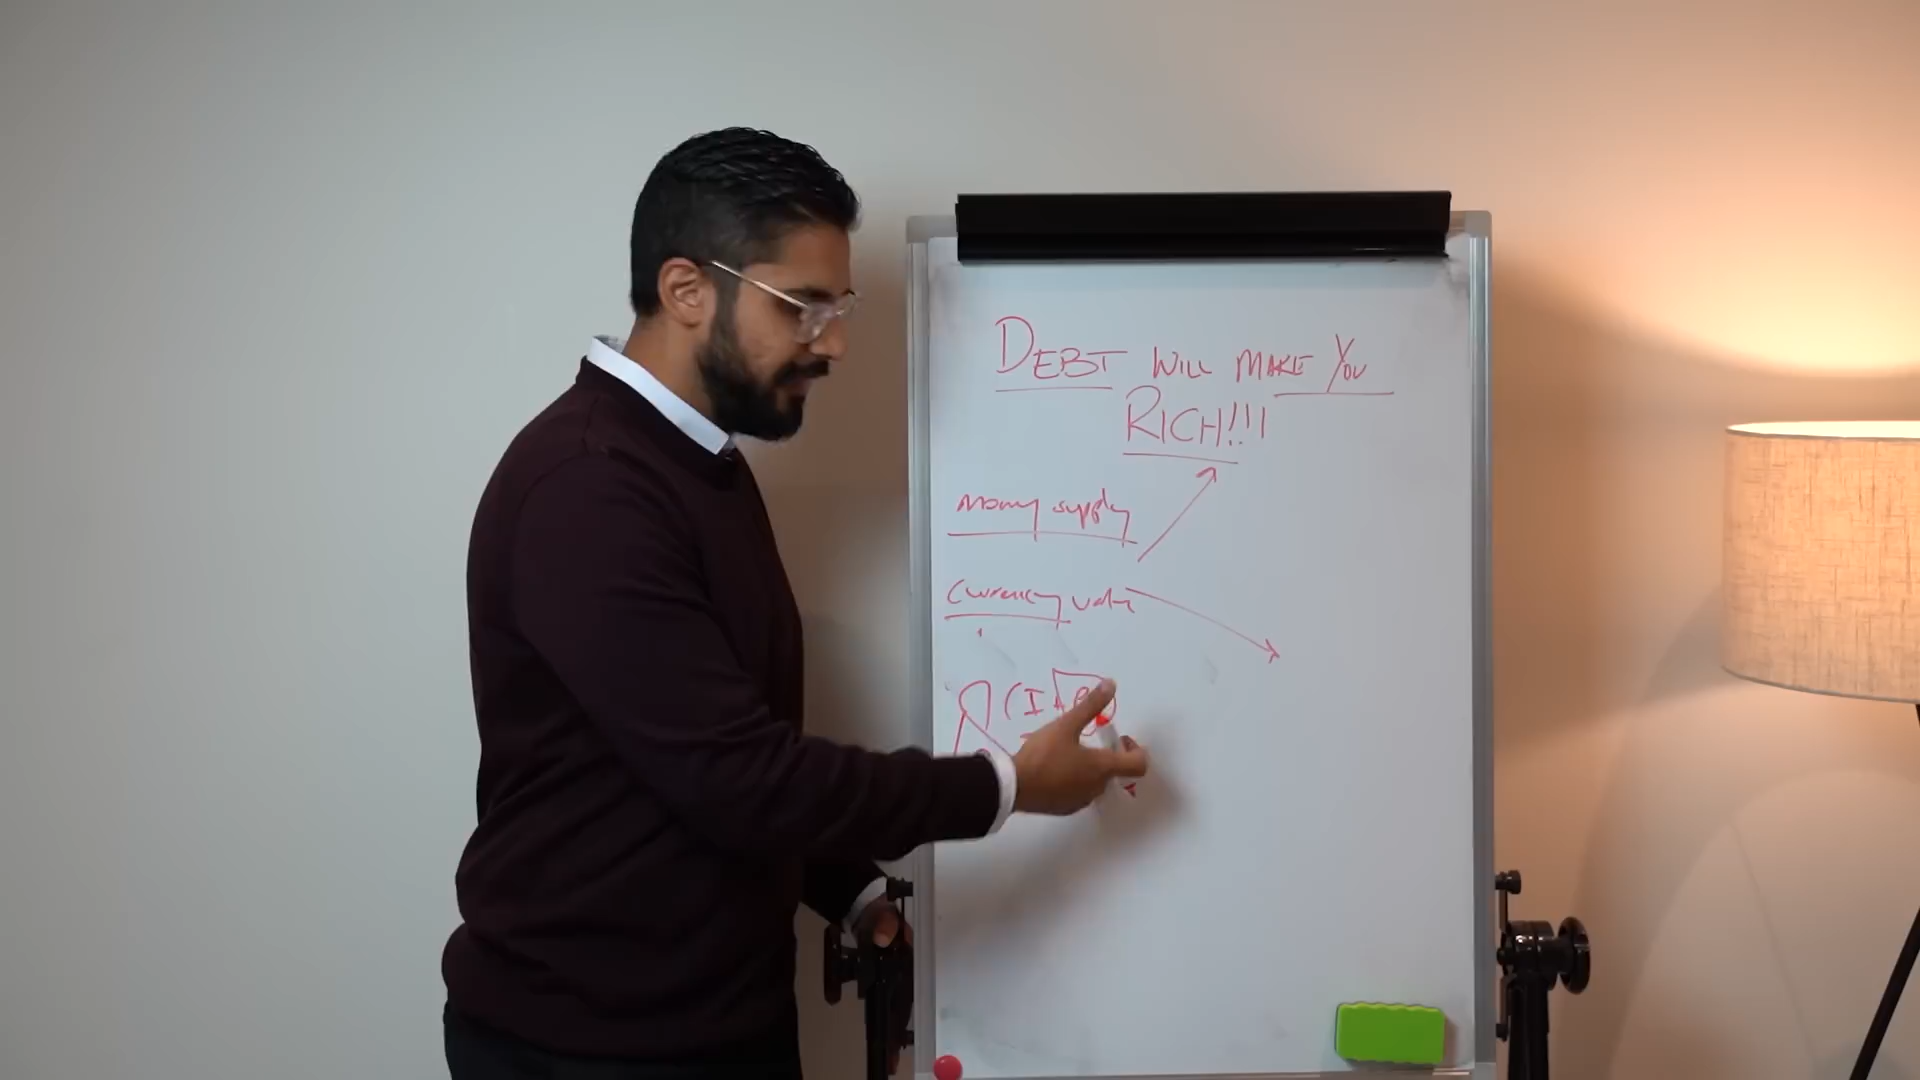 DEBT WILL MAKE YOU
RICH!!!
money supply
currency value
(I